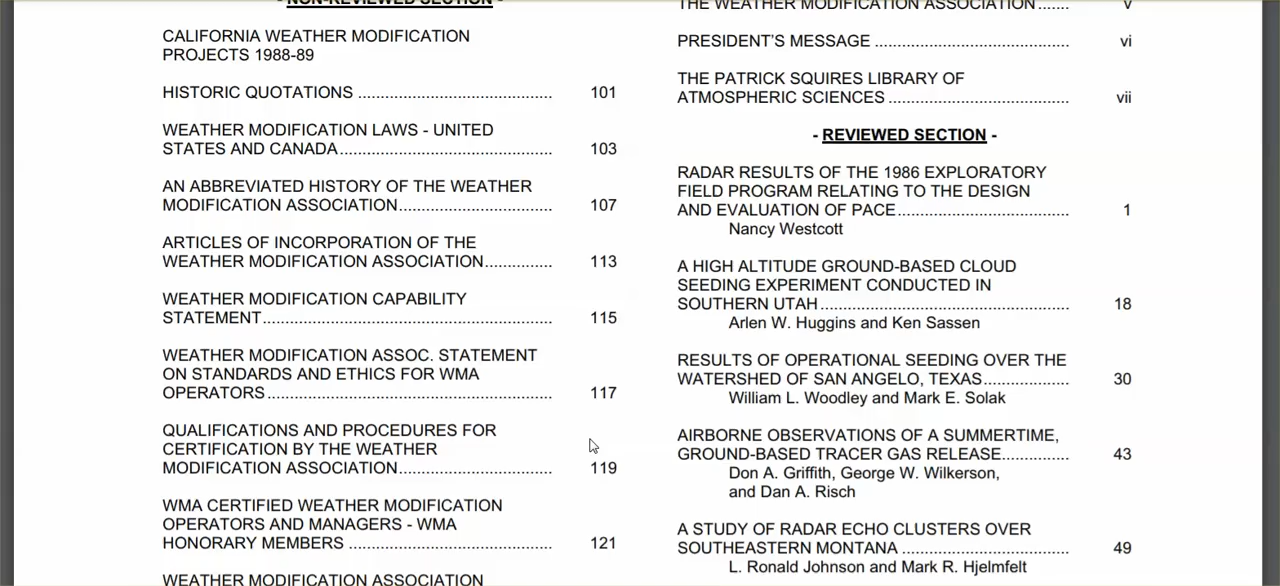 - NON-REVIEWED SECTION -
CALIFORNIA WEATHER MODIFICATION
PROJECTS 1988-89
HISTORIC QUOTATIONS ........................................ 101
WEATHER MODIFICATION LAWS - UNITED
STATES AND CANADA............................................ 103
AN ABBREVIATED HISTORY OF THE WEATHER
MODIFICATION ASSOCIATION................................ 107
ARTICLES OF INCORPORATION OF THE
WEATHER MODIFICATION ASSOCIATION.............. 113
WEATHER MODIFICATION CAPABILITY
STATEMENT............................................................ 115
WEATHER MODIFICATION ASSOC. STATEMENT
ON STANDARDS AND ETHICS FOR WMA
OPERATORS........................................................... 117
QUALIFICATIONS AND PROCEDURES FOR
CERTIFICATION BY THE WEATHER
MODIFICATION ASSOCIATION................................ 119
WMA CERTIFIED WEATHER MODIFICATION
OPERATORS AND MANAGERS - WMA
HONORARY MEMBERS .......................................... 121
WEATHER MODIFICATION ASSOCIATION
THE WEATHER MODIFICATION ASSOCIATION....... v
PRESIDENT'S MESSAGE ........................................ vi
THE PATRICK SQUIRES LIBRARY OF
ATMOSPHERIC SCIENCES ..................................... vii
- REVIEWED SECTION -
RADAR RESULTS OF THE 1986 EXPLORATORY
FIELD PROGRAM RELATING TO THE DESIGN
AND EVALUATION OF PACE................................... 1
Nancy Westcott
A HIGH ALTITUDE GROUND-BASED CLOUD
SEEDING EXPERIMENT CONDUCTED IN
SOUTHERN UTAH................................................... 18
Arlen W. Huggins and Ken Sassen
RESULTS OF OPERATIONAL SEEDING OVER THE
WATERSHED OF SAN ANGELO, TEXAS.................. 30
William L. Woodley and Mark E. Solak
AIRBORNE OBSERVATIONS OF A SUMMERTIME,
GROUND-BASED TRACER GAS RELEASE.............. 43
Don A. Griffith, George W. Wilkerson,
and Dan A. Risch
A STUDY OF RADAR ECHO CLUSTERS OVER
SOUTHEASTERN MONTANA .................................. 49
L. Ronald Johnson and Mark R. Hjelmfelt